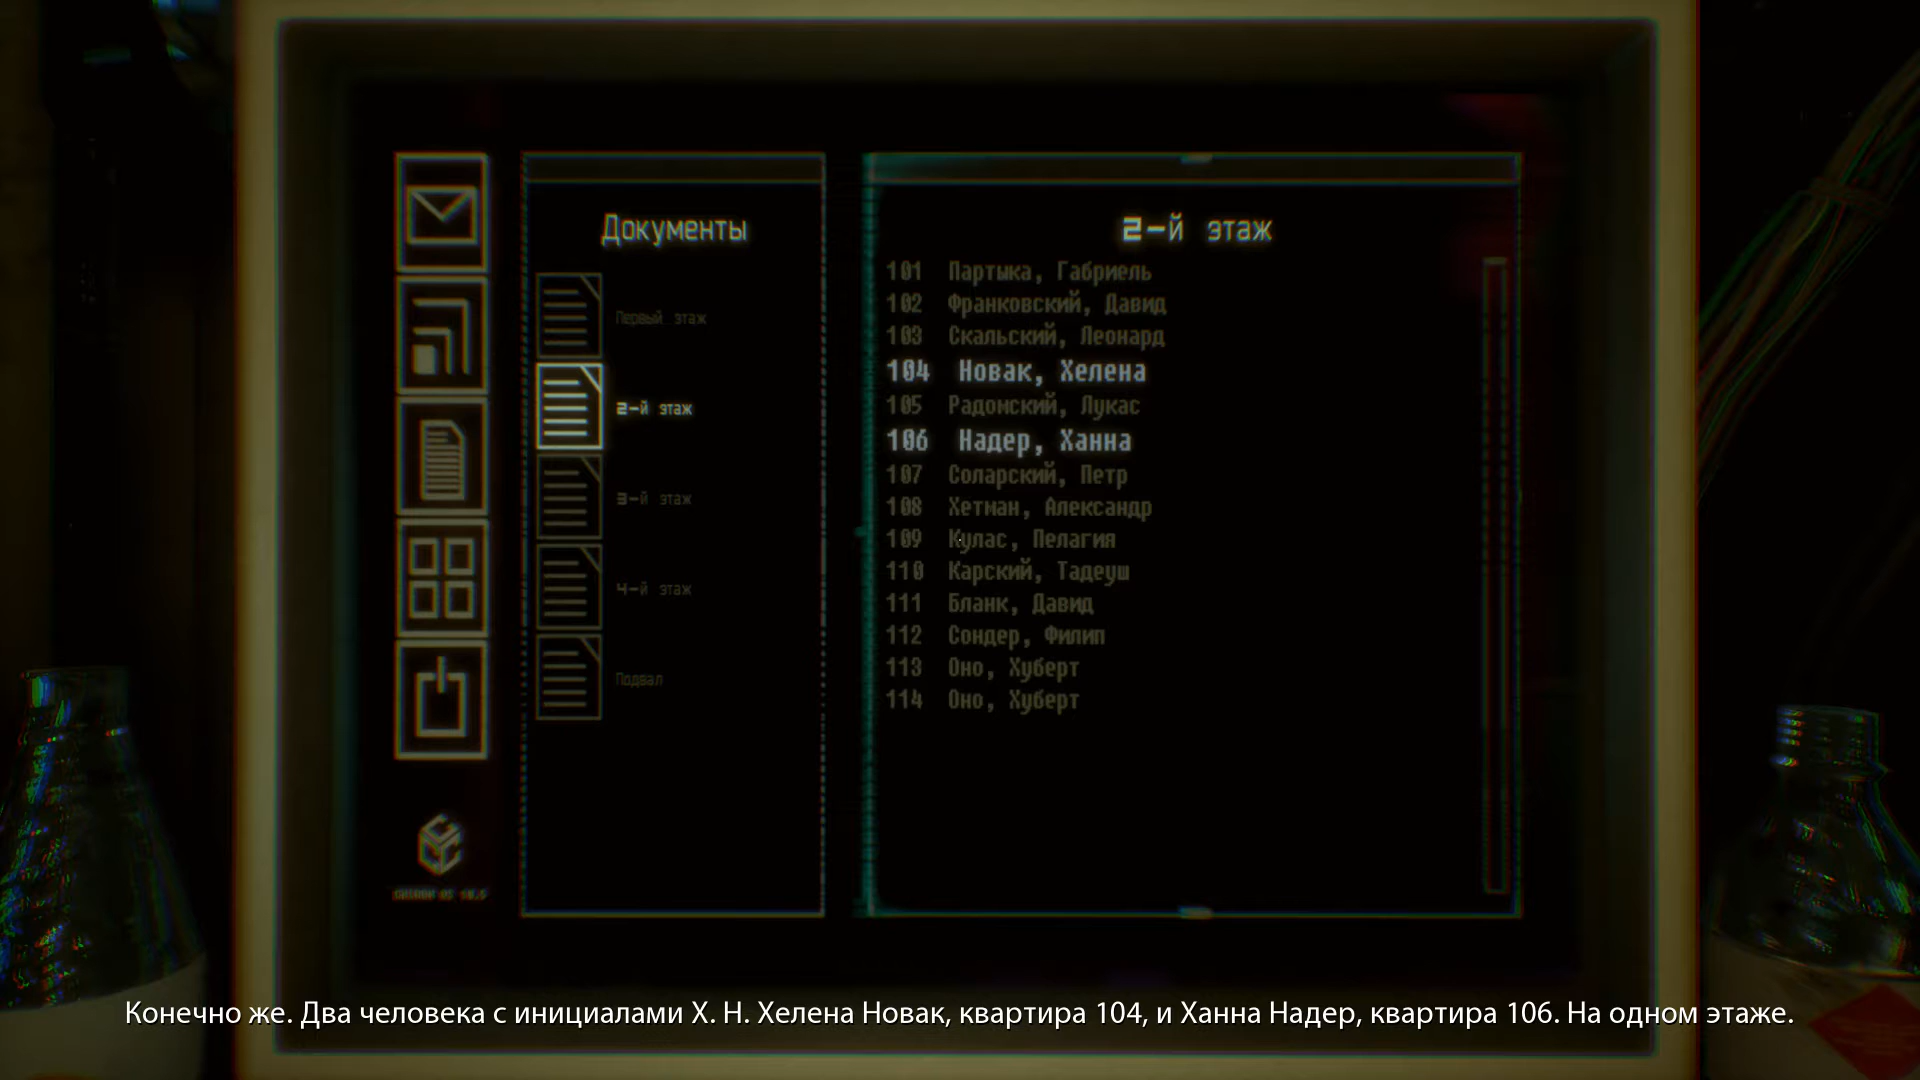 Документы
Первый этаж
2-й этаж
3-й этаж
4-й этаж
Подвал
2-й этаж
101 Партыка, Габриель
102 Франковский, Давид
103 Скальский, Леонард
104 Новак, Хелена
105 Радомский, Лукас
106 Надер, Ханна
107 Соларский, Петр
108 Хетман, Александр
109 Кулас, Пелагия
110 Карский, Тадеуш
111 Бланк, Давид
112 Сондер, Филип
113 Оно, Хуберт
114 Оно, Хуберт
Конечно же. Два человека с инициалами Х. Н. Хелена Новак, квартира 104, и Ханна Надер, квартира 106. На одном этаже.